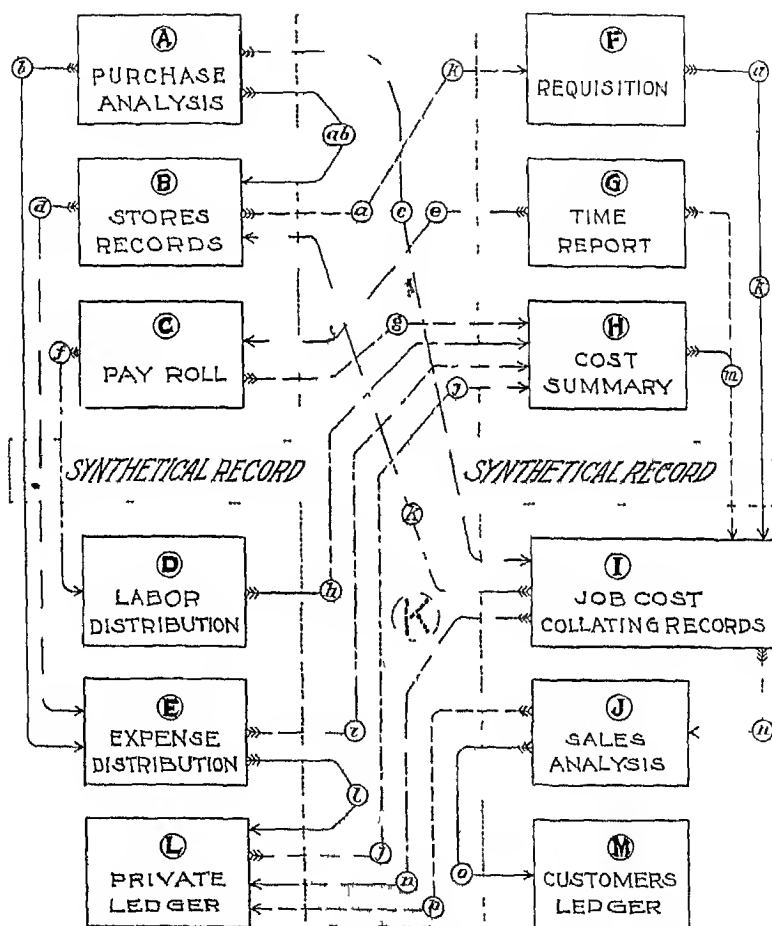 A
PURCHASE
ANALYSIS
b
ab
B
STORES
RECORDS
d
a
c
e
k
F
REQUISITION
a
G
TIME
REPORT
k
C
PAY ROLL
f
g
H
COST
SUMMARY
m
j
SYNTHETICAL RECORD
SYNTHETICAL RECORD
K
D
LABOR
DISTRIBUTION
h
(K)
I
JOB COST
COLLATING RECORDS
E
EXPENSE
DISTRIBUTION
l
J
SALES
ANALYSIS
n
L
PRIVATE
LEDGER
j
n
p
o
M
CUSTOMERS
LEDGER